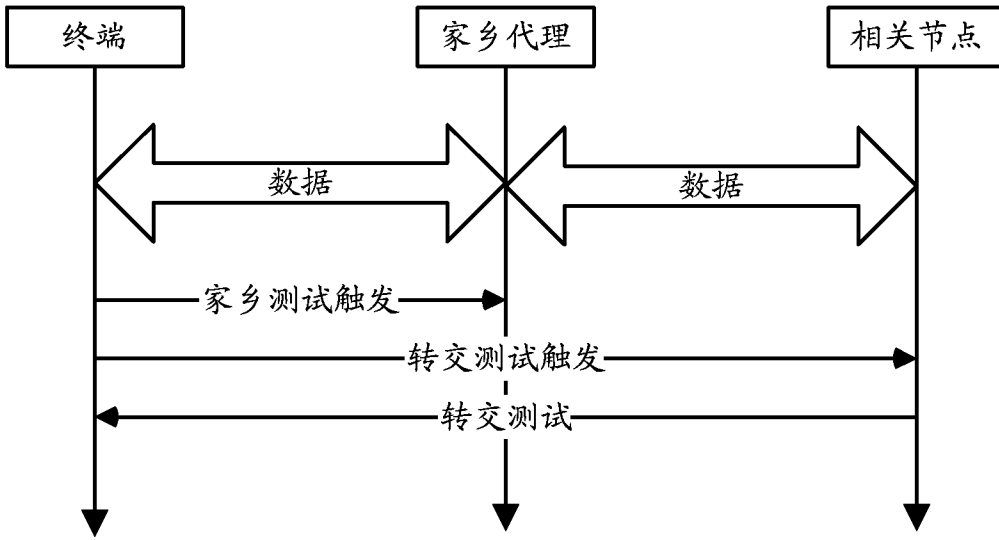 终端
家乡代理
相关节点
数据
数据
家乡测试触发
转交测试触发
转交测试